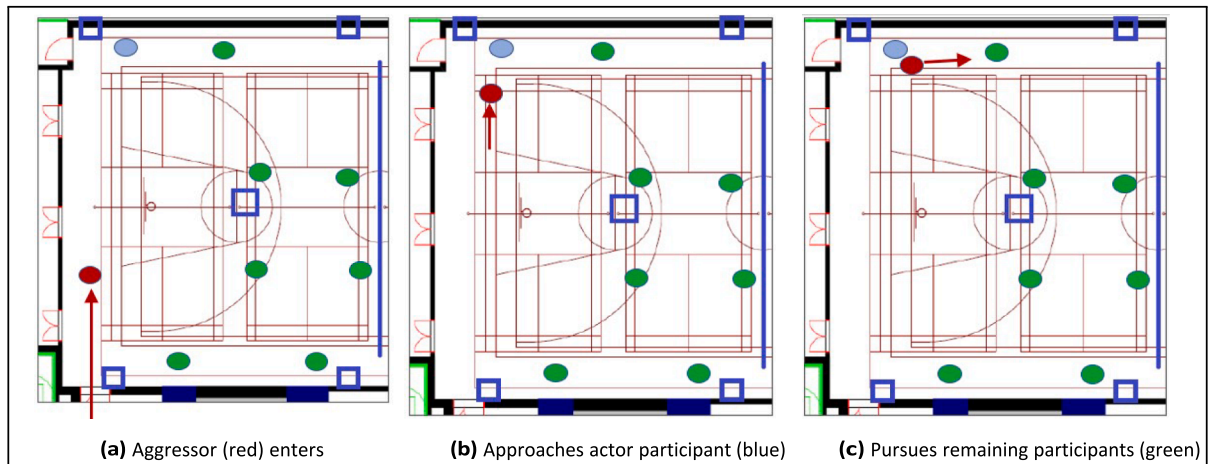 (a) Aggressor (red) enters
(b) Approaches actor participant (blue)
(c) Pursues remaining participants (green)